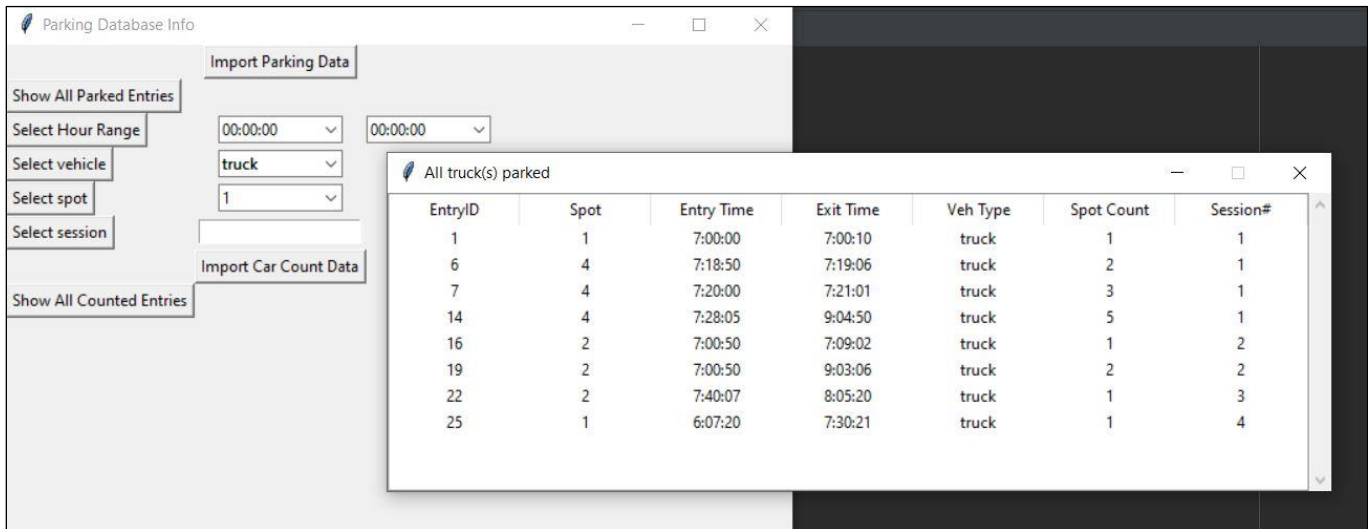 Parking Database Info
Import Parking Data
Show All Parked Entries
Select Hour Range 00:00:00 00:00:00
Select vehicle truck
Select spot 1
Select session
Import Car Count Data
Show All Counted Entries
All truck(s) parked
EntryID Spot Entry Time Exit Time Veh Type Spot Count Session#
1 1 7:00:00 7:00:10 truck 1 1
6 4 7:18:50 7:19:06 truck 2 1
7 4 7:20:00 7:21:01 truck 3 1
14 4 7:28:05 9:04:50 truck 5 1
16 2 7:00:50 7:09:02 truck 1 2
19 2 7:00:50 9:03:06 truck 2 2
22 2 7:40:07 8:05:20 truck 1 3
25 1 6:07:20 7:30:21 truck 1 4